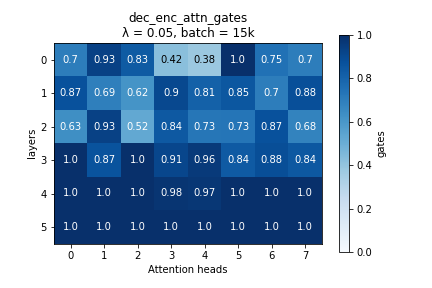 dec_enc_attn_gates
λ = 0.05, batch = 15k
0 0.7 0.93 0.83 0.42 0.38 1.0 0.75 0.7
1 0.87 0.69 0.62 0.9 0.81 0.85 0.7 0.88
2 0.63 0.93 0.52 0.84 0.73 0.73 0.87 0.68
3 1.0 0.87 1.0 0.91 0.96 0.84 0.88 0.84
4 1.0 1.0 1.0 0.98 0.97 1.0 1.0 1.0
5 1.0 1.0 1.0 1.0 1.0 1.0 1.0 1.0
0 1 2 3 4 5 6 7
Attention heads
layers
1.0
0.8
0.6
0.4
0.2
0.0
gates